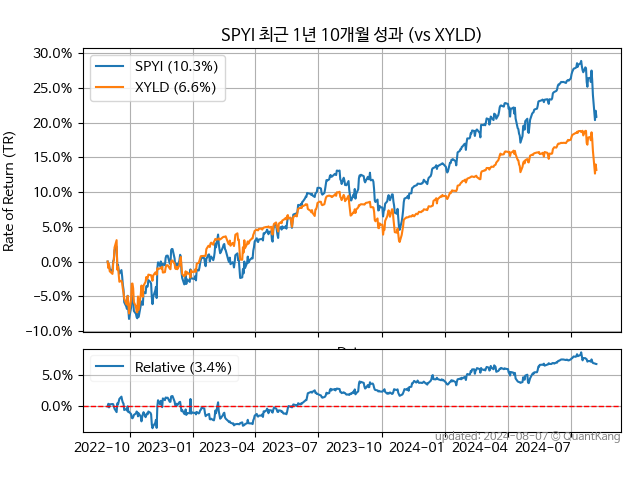 SPYI 최근 1년 10개월 성과 (vs XYLD)
Rate of Return (TR)
30.0%
25.0%
20.0%
15.0%
10.0%
5.0%
0.0%
−5.0%
−10.0%
SPYI (10.3%)
XYLD (6.6%)
5.0%
0.0%
Relative (3.4%)
2022−10 2023−01 2023−04 2023−07 2023−10 2024−01 2024−04 2024−07
updated: 2024-08-07 © QuantKang